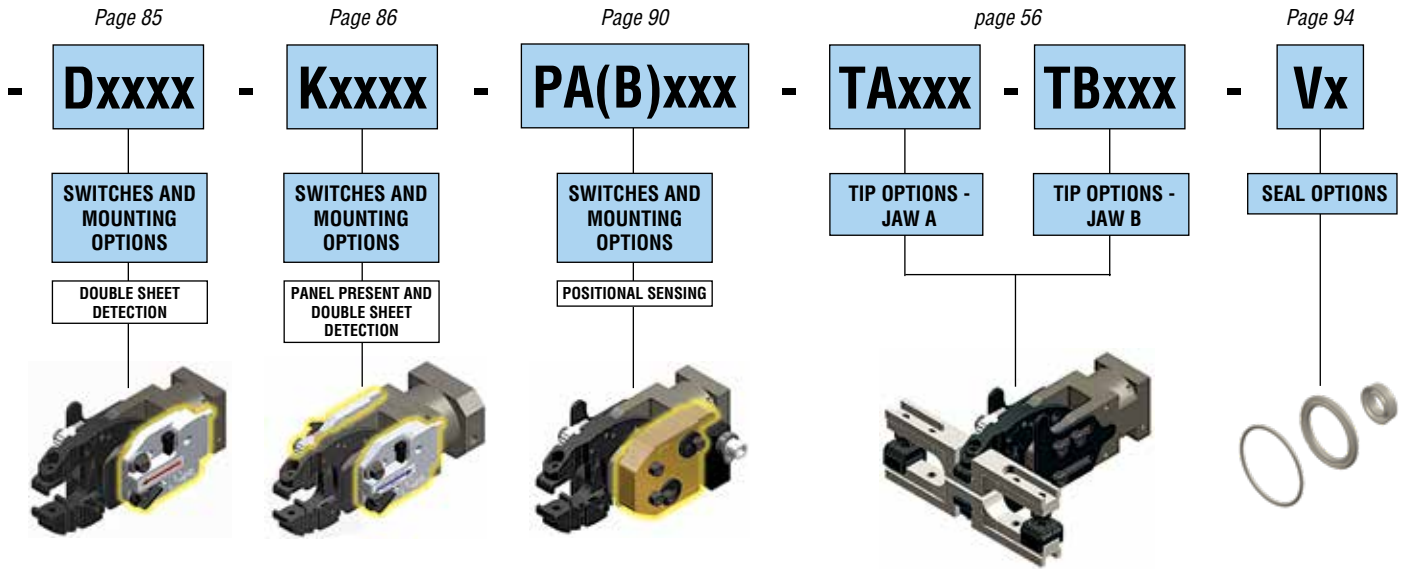 Page 85
Page 86
Page 90
page 56
Page 94
- Dxxxx - Kxxxx - PA(B)xxx - TAxxx - TBxxx - Vx
SWITCHES AND
MOUNTING
OPTIONS
DOUBLE SHEET
DETECTION
SWITCHES AND
MOUNTING
OPTIONS
PANEL PRESENT AND
DOUBLE SHEET
DETECTION
SWITCHES AND
MOUNTING
OPTIONS
POSITIONAL SENSING
TIP OPTIONS -
JAW A
TIP OPTIONS -
JAW B
SEAL OPTIONS